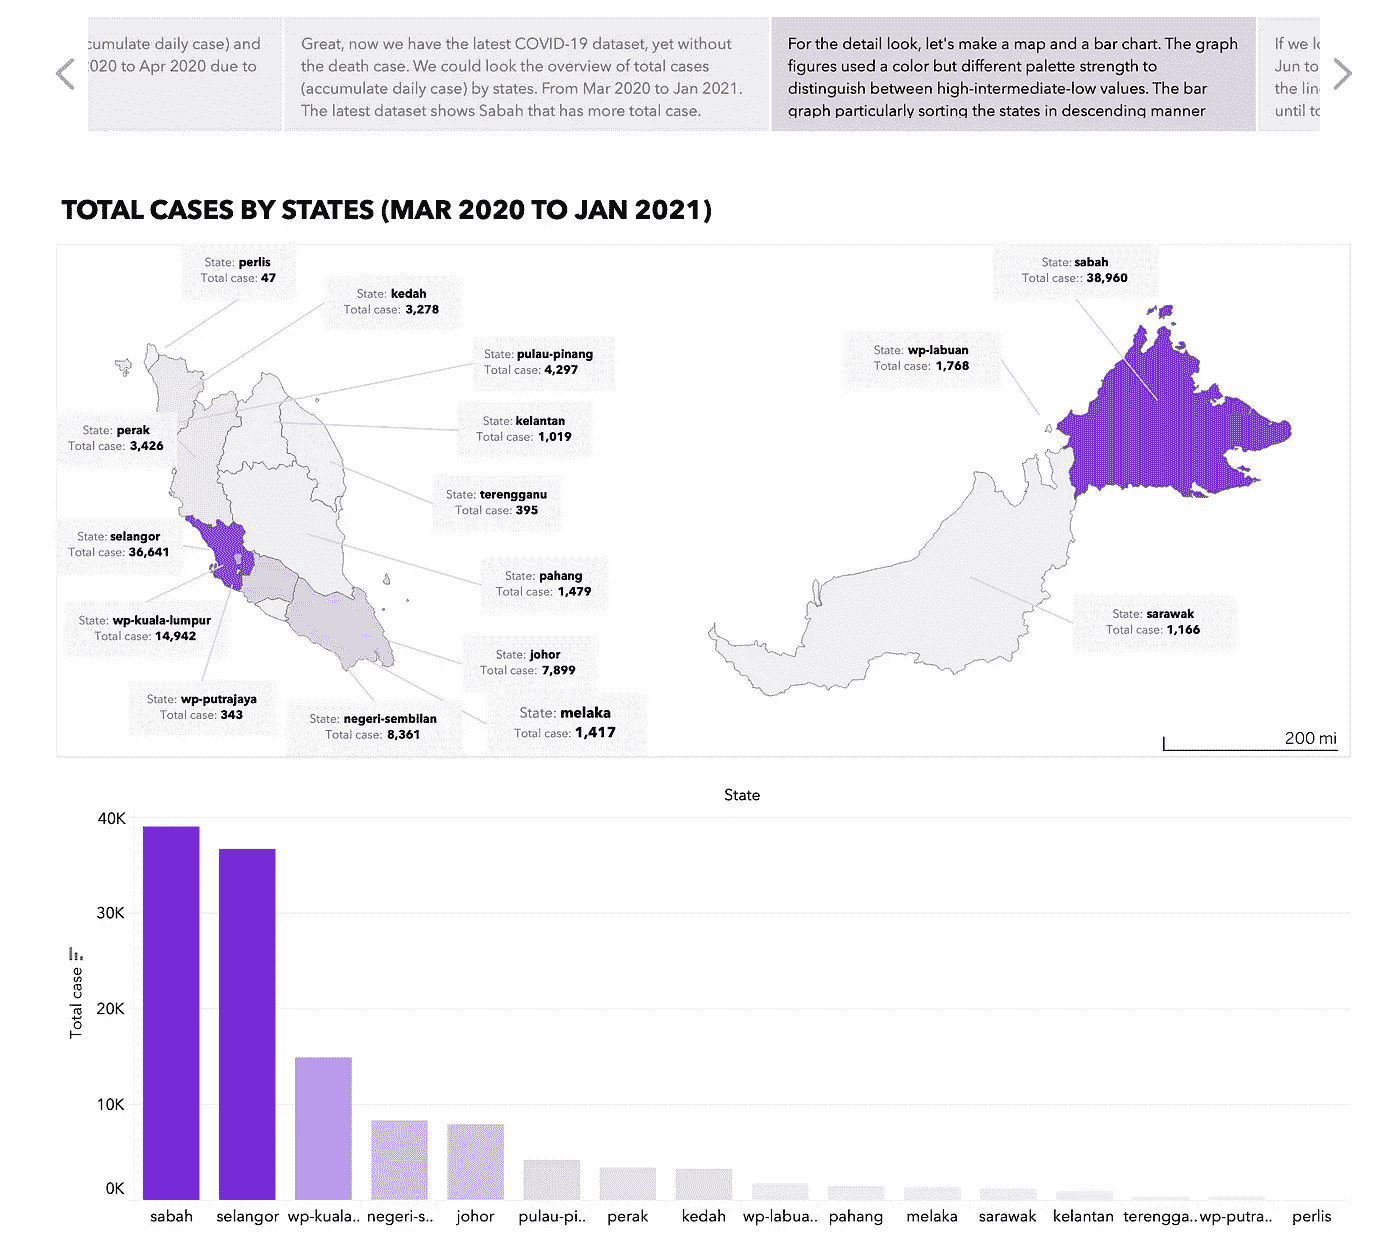 cumulate daily case) and
2020 to Apr 2020 due to
Great, now we have the latest COVID-19 dataset, yet without
the death case. We could look the overview of total cases
(accumulate daily case) by states. From Mar 2020 to Jan 2021.
The latest dataset shows Sabah that has more total case.
For the detail look, let's make a map and a bar chart. The graph
figures used a color but different palette strength to
distinguish between high-intermediate-low values. The bar
graph particularly sorting the states in descending manner
If we
Jun to
the
until
TOTAL CASES BY STATES (MAR 2020 TO JAN 2021)
State: perlis
Total case: 47
State: kedah
Total case: 3,278
State: pulau-pinang
Total case: 4,297
State: perak
Total case: 3,426
State: kelantan
Total case: 1,019
State: terengganu
Total case: 395
State: selangor
Total case: 36,641
State: pahang
Total case: 1,479
State: wp-kuala-lumpur
Total case: 14,942
State: johor
Total case: 7,899
State: wp-putrajaya
Total case: 343
State: negeri-sembilan
Total case: 8,361
State: melaka
Total case: 1,417
State: sabah
Total case:: 38,960
State: wp-labuan
Total case: 1,768
State: sarawak
Total case: 1,166
200 mi
State
Total case
40K
30K
20K
10K
0K
sabah selangor wp-kuala.. negeri-s.. johor pulau-pi.. perak kedah wp-labua.. pahang melaka sarawak kelantan terengga.. wp-putra.. perlis